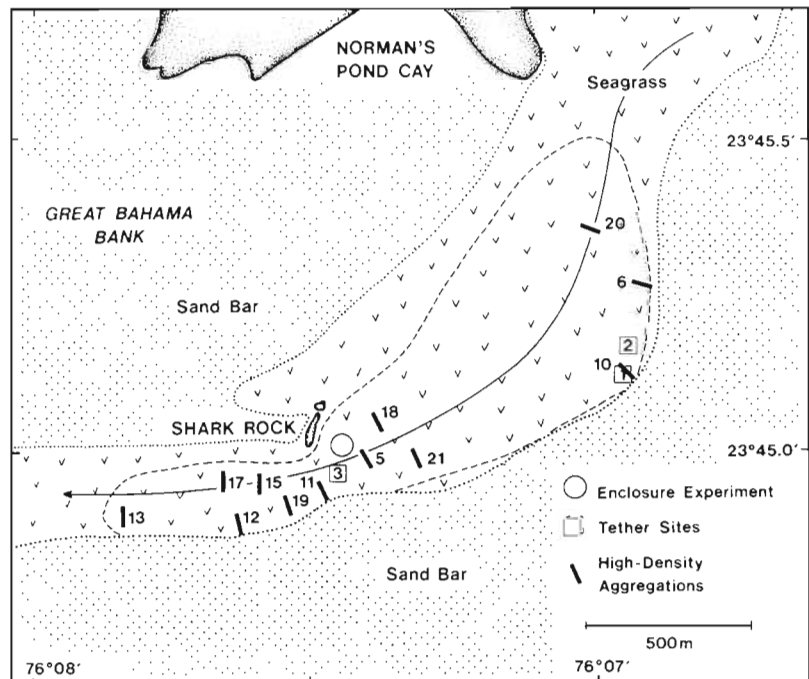 NORMAN'S
POND CAY
Seagrass
23°45.5'
GREAT BAHAMA
BANK
20
6
Sand Bar
2
10
1
18
SHARK ROCK
23°45.0'
5
21
3
17
15
11
19
13
12
Enclosure Experiment
Tether Sites
High-Density
Aggregations
Sand Bar
500m
76°08'
76°07'